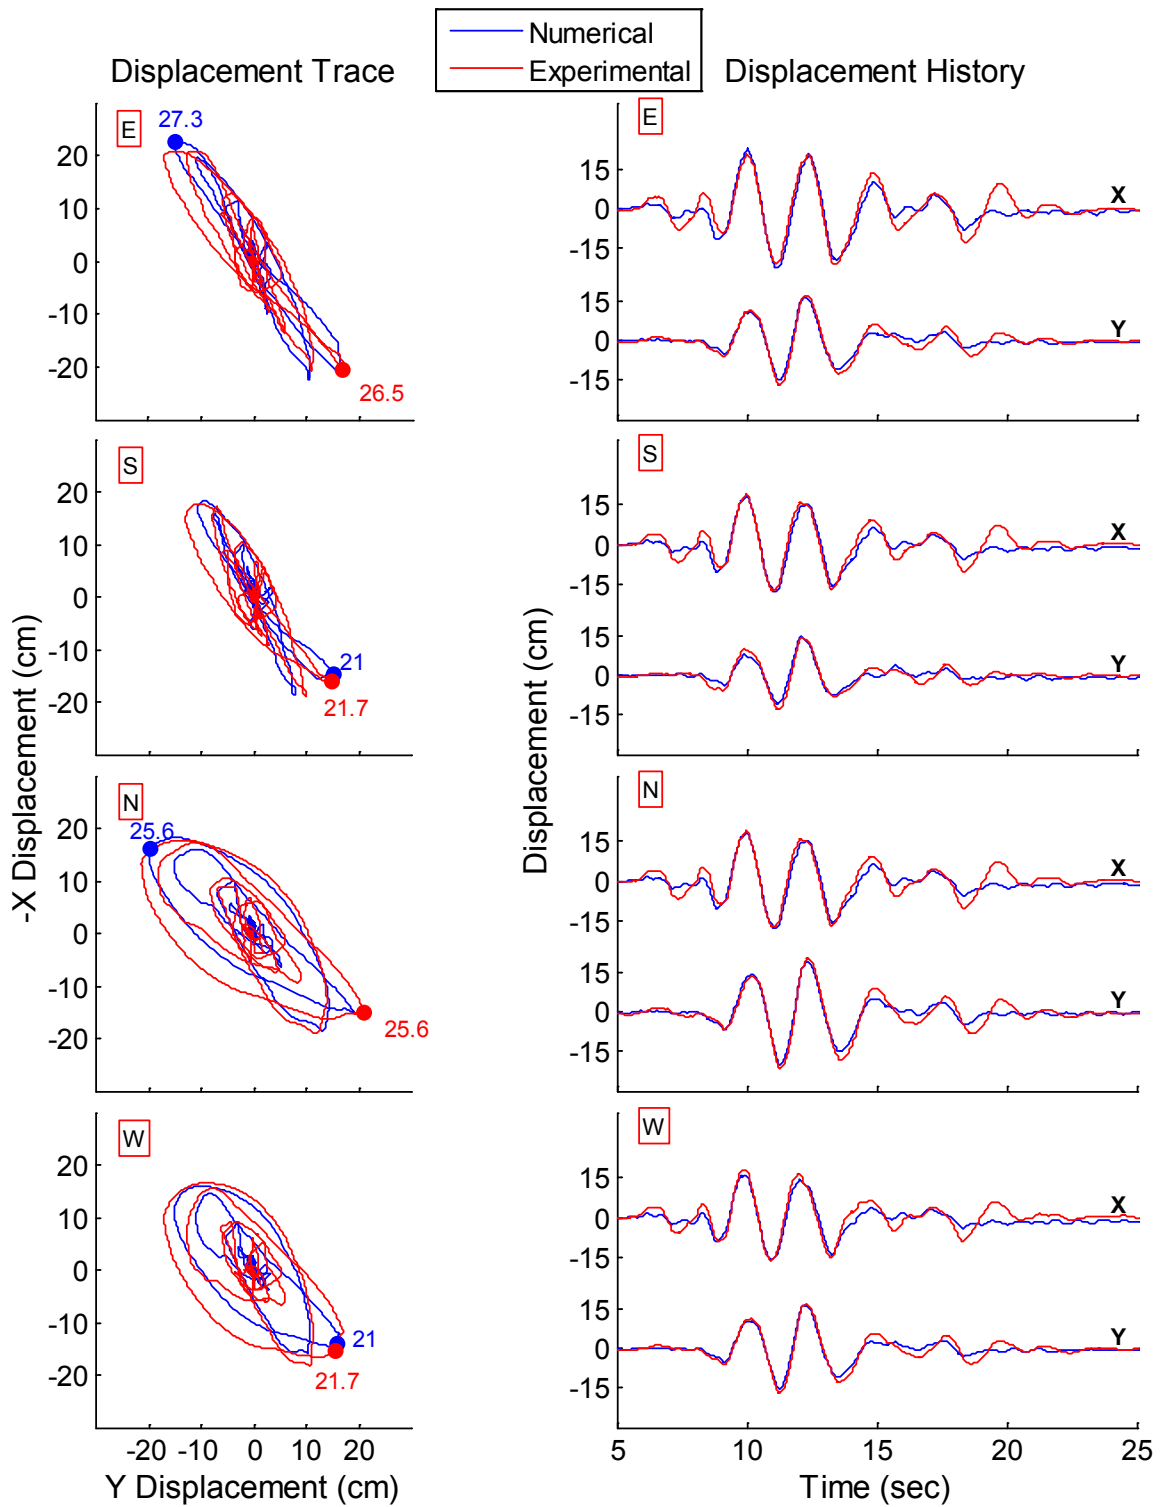 Numerical
Experimental
Displacement Trace
Displacement History
E
27.3
20
10
0
-10
-20
26.5
E
15
0
-15
X
15
0
-15
Y
S
20
10
0
-10
-20
21
21.7
S
15
0
-15
X
15
0
-15
Y
N
25.6
20
10
0
-10
-20
25.6
N
15
0
-15
X
15
0
-15
Y
W
20
10
0
-10
-20
21
21.7
W
15
0
-15
X
15
0
-15
Y
-X Displacement (cm)
Displacement (cm)
-20 -10 0 10 20
5 10 15 20 25
Y Displacement (cm)
Time (sec)